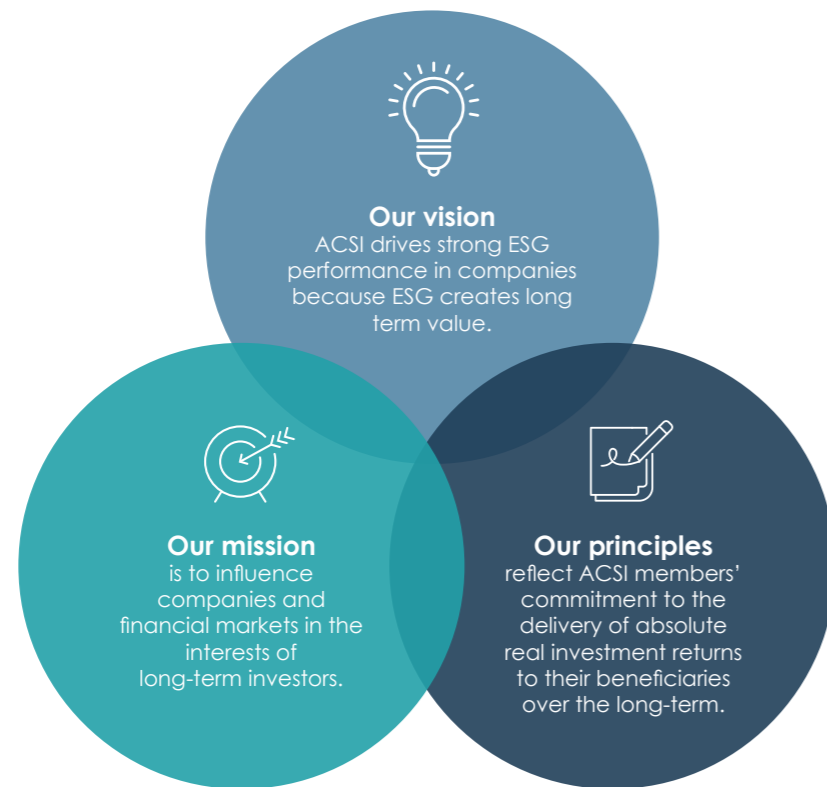 Our vision
ACSI drives strong ESG
performance in companies
because ESG creates long
term value.
Our mission
is to influence
companies and
financial markets in the
interests of
long-term investors.
Our principles
reflect ACSI members’
commitment to the
delivery of absolute
real investment returns
to their beneficiaries
over the long-term.